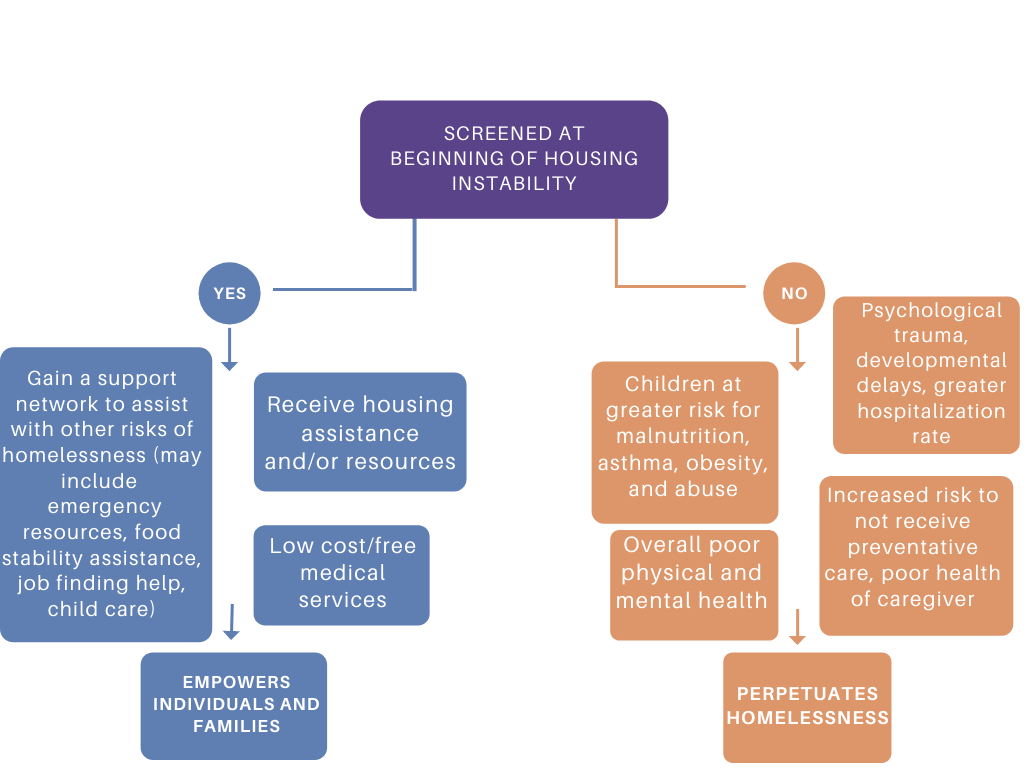 SCREENED AT
BEGINNING OF HOUSING
INSTABILITY
YES
Gain a support
network to assist
with other risks of
homelessness (may
include
emergency
resources, food
stability assistance,
job finding help,
child care)
Receive housing
assistance
and/or resources
Low cost/free
medical
services
EMPOWERS
INDIVIDUALS AND
FAMILIES
NO
Children at
greater risk for
malnutrition,
asthma, obesity,
and abuse
Psychological
trauma,
developmental
delays, greater
hospitalization
rate
Overall poor
physical and
mental health
Increased risk to
not receive
preventative
care, poor health
of caregiver
PERPETUATES
HOMELESSNESS